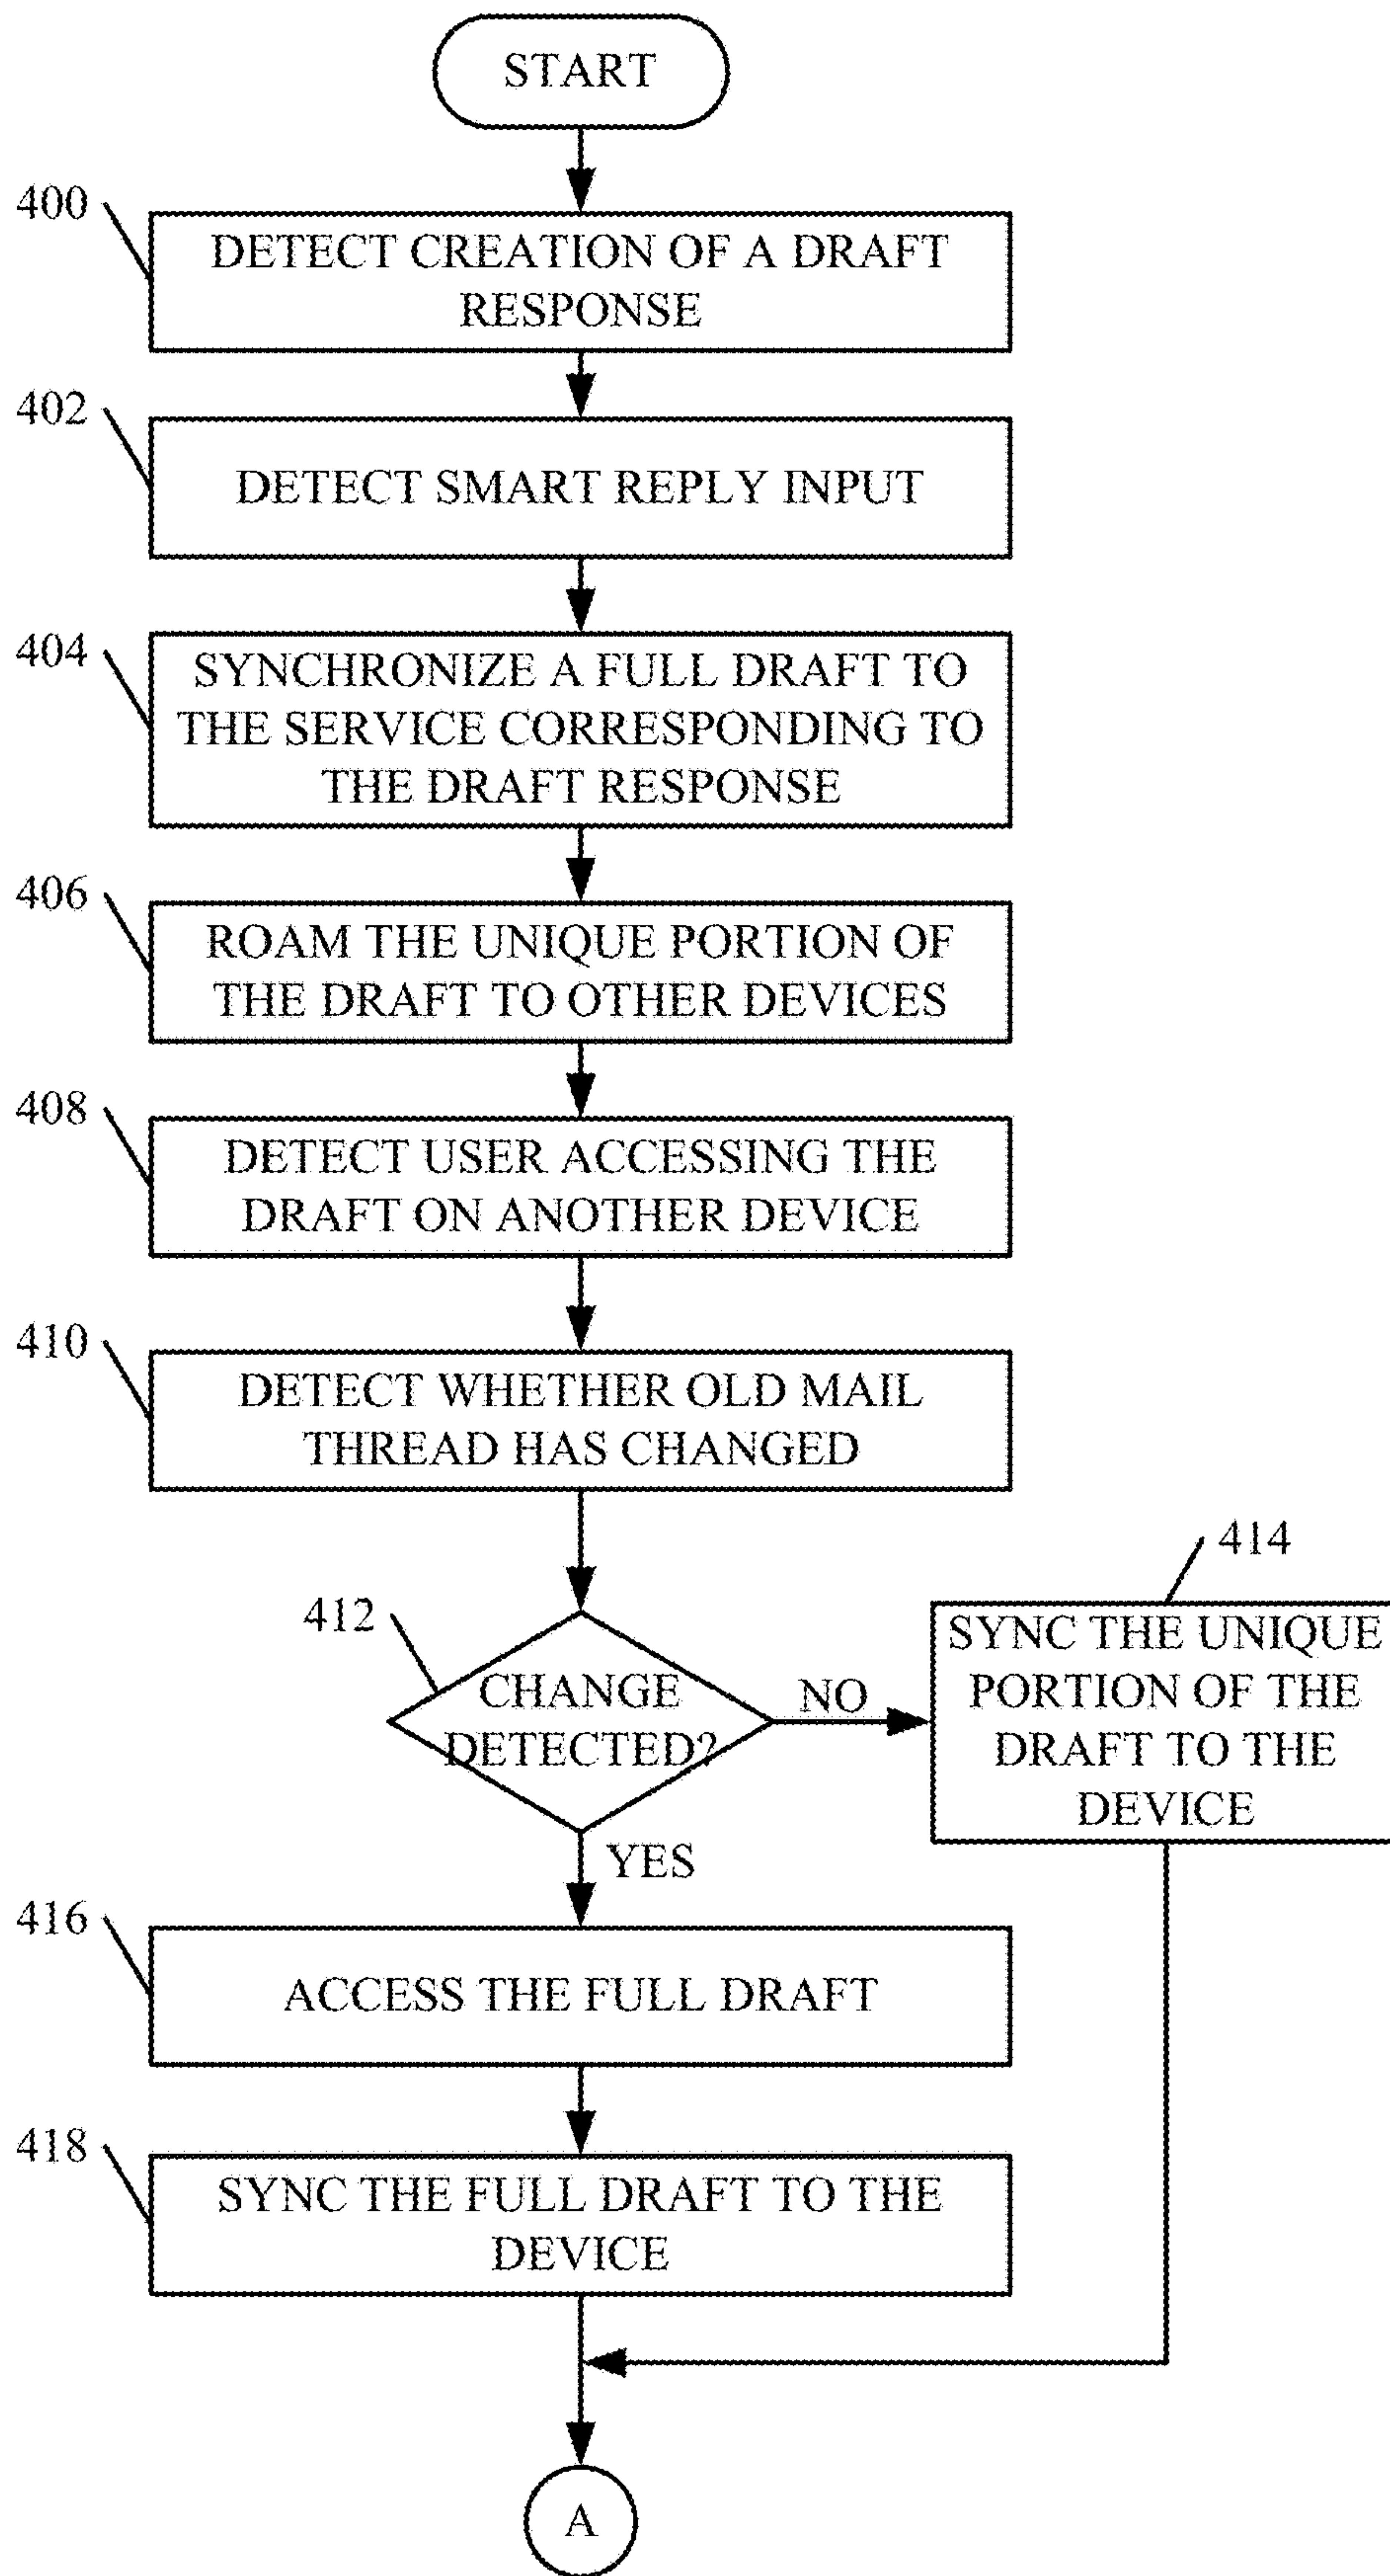 START
400
DETECT CREATION OF A DRAFT
RESPONSE
402
DETECT SMART REPLY INPUT
404
SYNCHRONIZE A FULL DRAFT TO
THE SERVICE CORRESPONDING TO
THE DRAFT RESPONSE
406
ROAM THE UNIQUE PORTION OF
THE DRAFT TO OTHER DEVICES
408
DETECT USER ACCESSING THE
DRAFT ON ANOTHER DEVICE
410
DETECT WHETHER OLD MAIL
THREAD HAS CHANGED
412
CHANGE
DETECTED?
NO
414
SYNC THE UNIQUE
PORTION OF THE
DRAFT TO THE
DEVICE
YES
416
ACCESS THE FULL DRAFT
418
SYNC THE FULL DRAFT TO THE
DEVICE
A